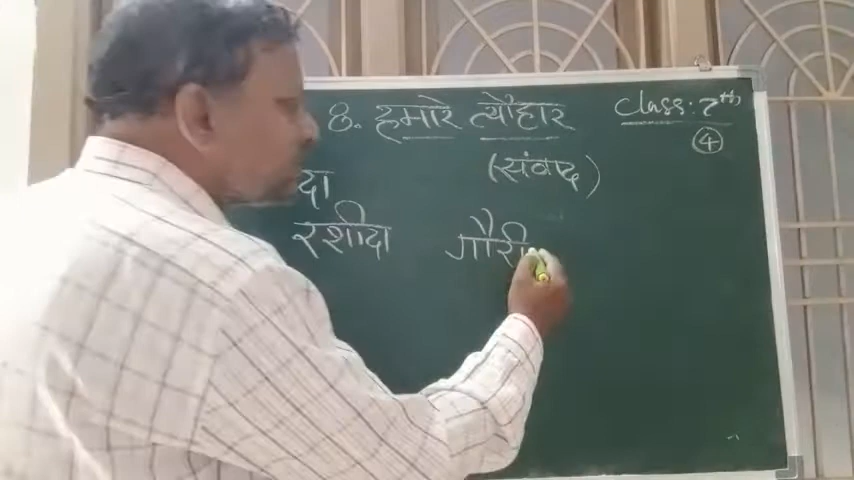 8. हमारे त्यौहार class: 7th
(संवाद) 4
दा
रशीदा गौरी